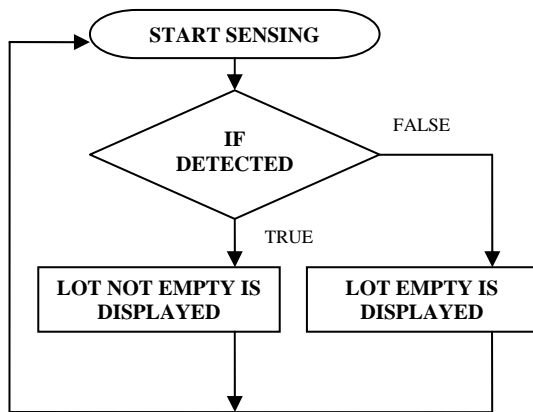 START SENSING
IF
DETECTED
FALSE
TRUE
LOT NOT EMPTY IS
DISPLAYED
LOT EMPTY IS
DISPLAYED